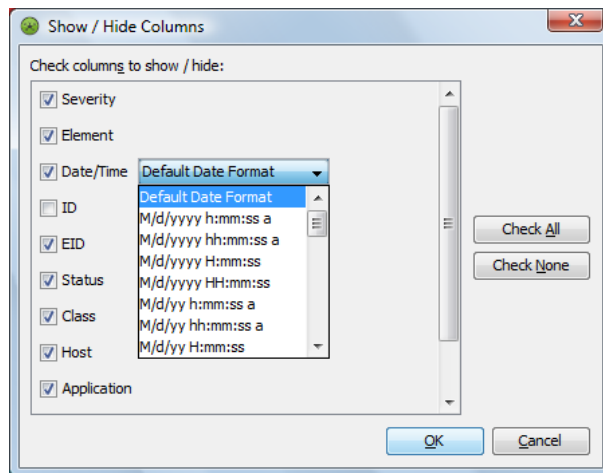 Show / Hide Columns
Check columns to show / hide:
Severity
Element
Date/Time Default Date Format
Default Date Format
ID
M/d/yyyy h:mm:ss a
M/d/yyyy hh:mm:ss a
EID
M/d/yyyy H:mm:ss
Status
M/d/yyyy HH:mm:ss
Class
M/d/yy h:mm:ss a
M/d/yy hh:mm:ss a
Host
M/d/yy H:mm:ss
Application
Check All
Check None
OK
Cancel